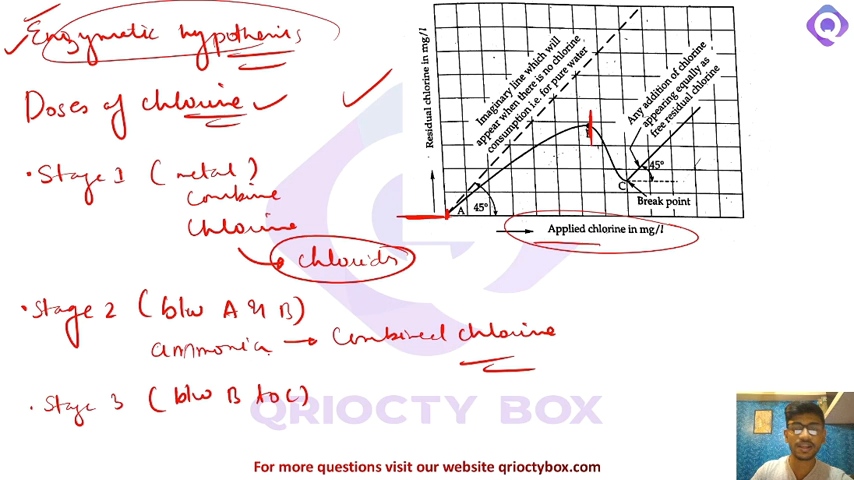 Enzymatic hypothesis
Doses of chlorine
• Stage 1 (metal)
combine
chlorine
chlorids
• Stage 2 (b/w A & B)
ammonia → Combined chlorine
• Stage 3 (b/w B to C)
Residual chlorine in mg/l
Imaginary line which will
appear when there is no chlorine
consumption i.e. for pure water
Any addition of chlorine
appearing equally as
free residual chlorine
A
45°
B
C
45°
Break point
Applied chlorine in mg/l
QRIOCTY BOX
For more questions visit our website qrioctybox.com